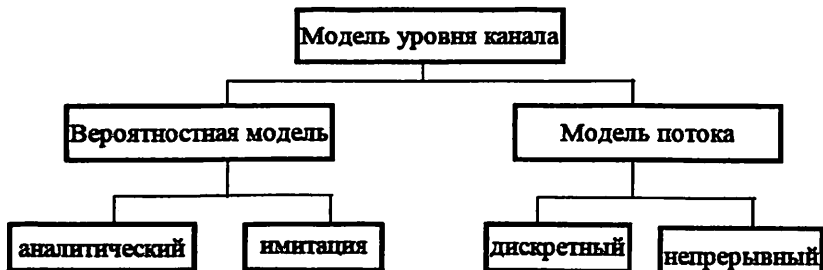 Модель уровня канала
Вероятностная модель
Модель потока
аналитический
имитация
дискретный
непрерывный